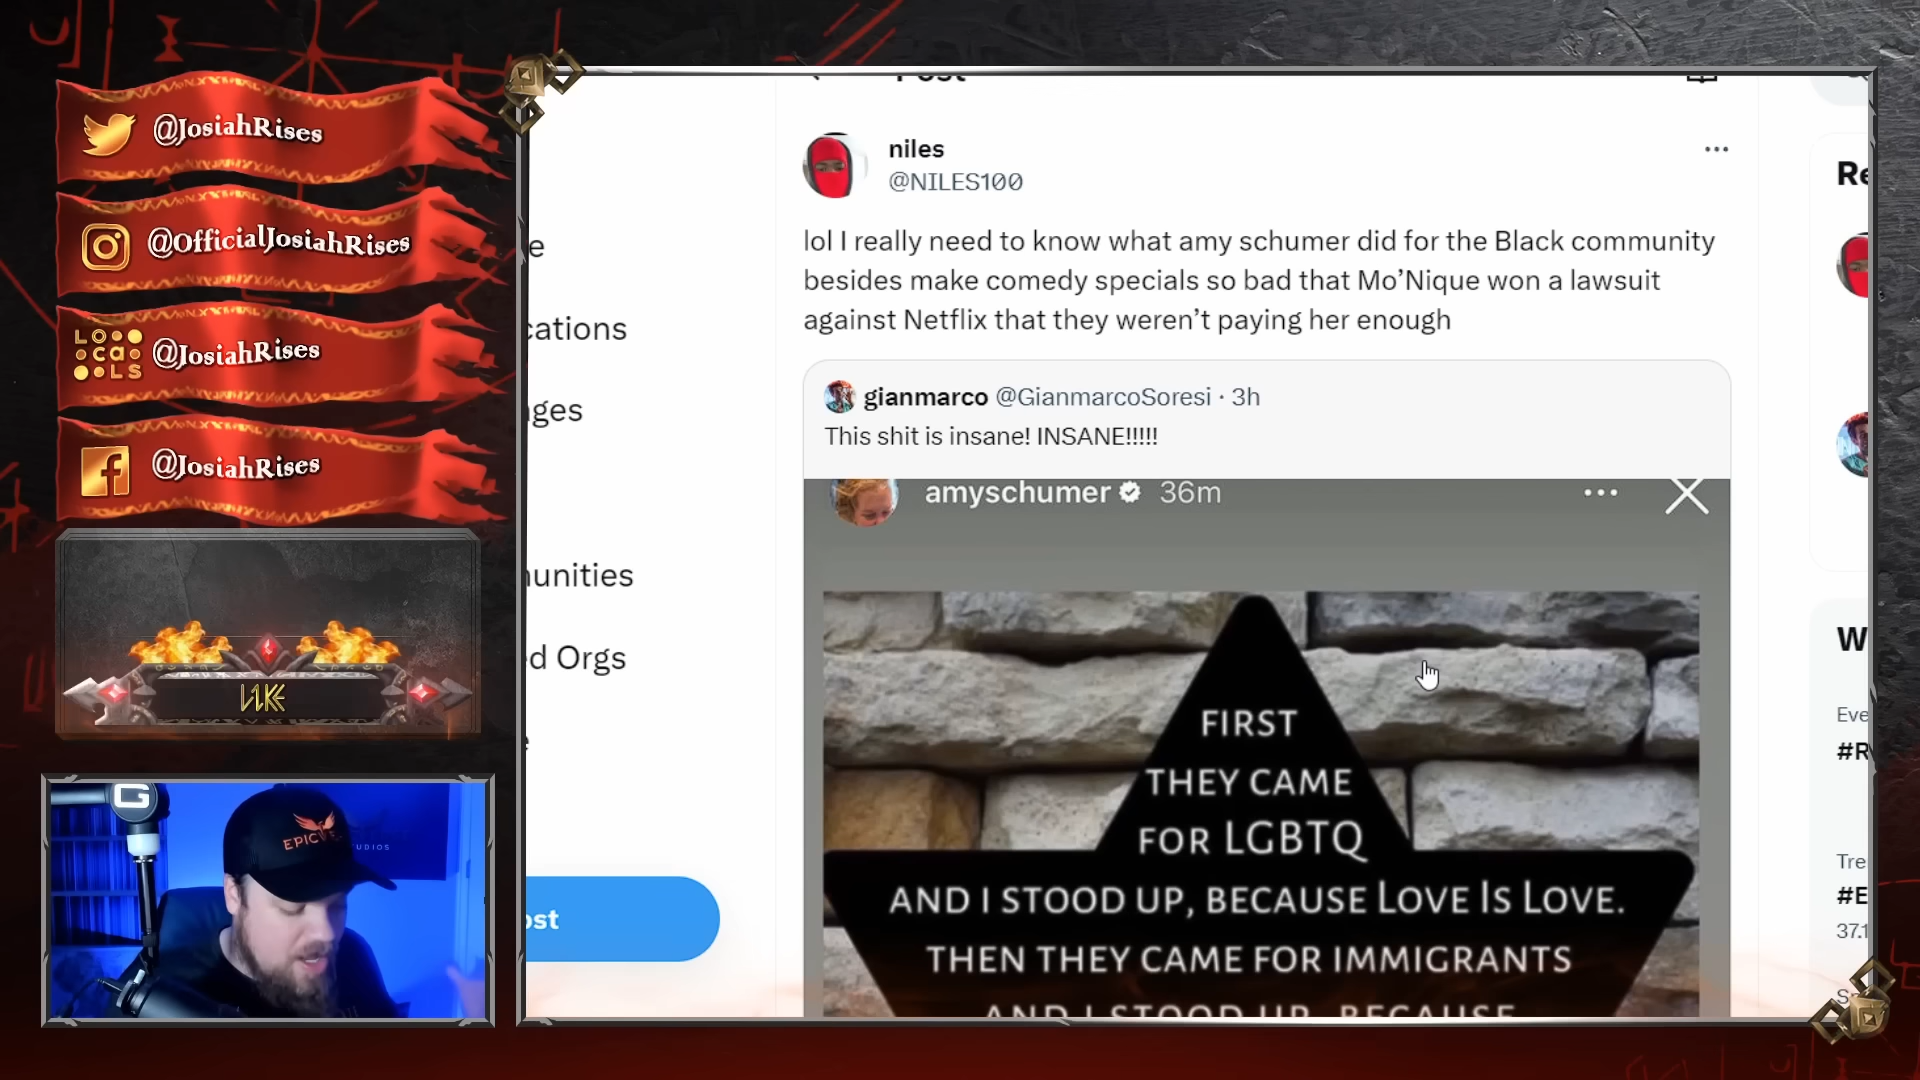 @JosiahRises
@OfficialJosiahRises
LOCALS
@JosiahRises
@JosiahRises
LIKE
G
EPIC
UDIOS
Post
e
cations
ges
unities
d Orgs
e
ost
niles
@NILES100
lol I really need to know what amy schumer did for the Black community
besides make comedy specials so bad that Mo'Nique won a lawsuit
against Netflix that they weren't paying her enough
gianmarco @GianmarcoSoresi · 3h
This shit is insane! INSANE!!!!!
amyschumer 36m
FIRST
THEY CAME
FOR LGBTQ
AND I STOOD UP, BECAUSE LOVE IS LOVE.
THEN THEY CAME FOR IMMIGRANTS
AND I STOOD UP, BECAUSE
Re
W
Eve
#R
Tre
#E
37.1